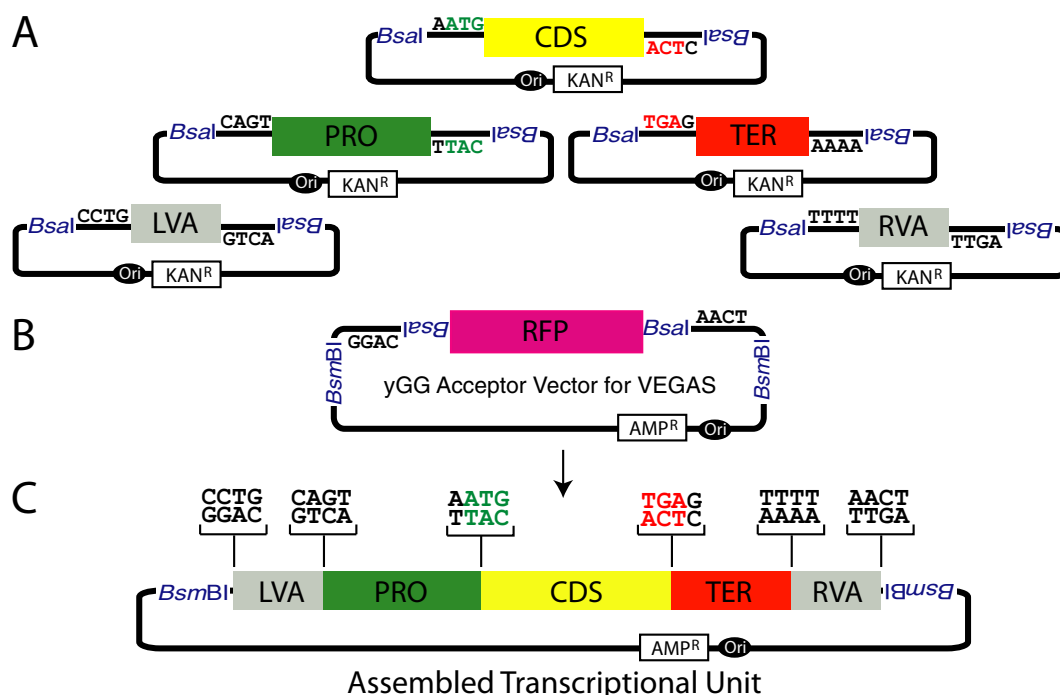 A
BsaI AATG CDS ACTC BsaI
Ori KANR
BsaI CAGT PRO TTAC BsaI
Ori KANR
BsaI TGAG TER AAAA BsaI
Ori KANR
BsaI CCTG LVA GTCA BsaI
Ori KANR
BsaI TTTT RVA TTGA BsaI
Ori KANR
B
BsmBI GGAC BsaI RFP BsaI AACT BsmBI
yGG Acceptor Vector for VEGAS
AMPR Ori
C
CCTG CAGT AATG TGAG TTTT AACT
GGAC GTCA TTAC ACTC AAAA TTGA
BsmBI LVA PRO CDS TER RVA BsmBI
AMPR Ori
Assembled Transcriptional Unit